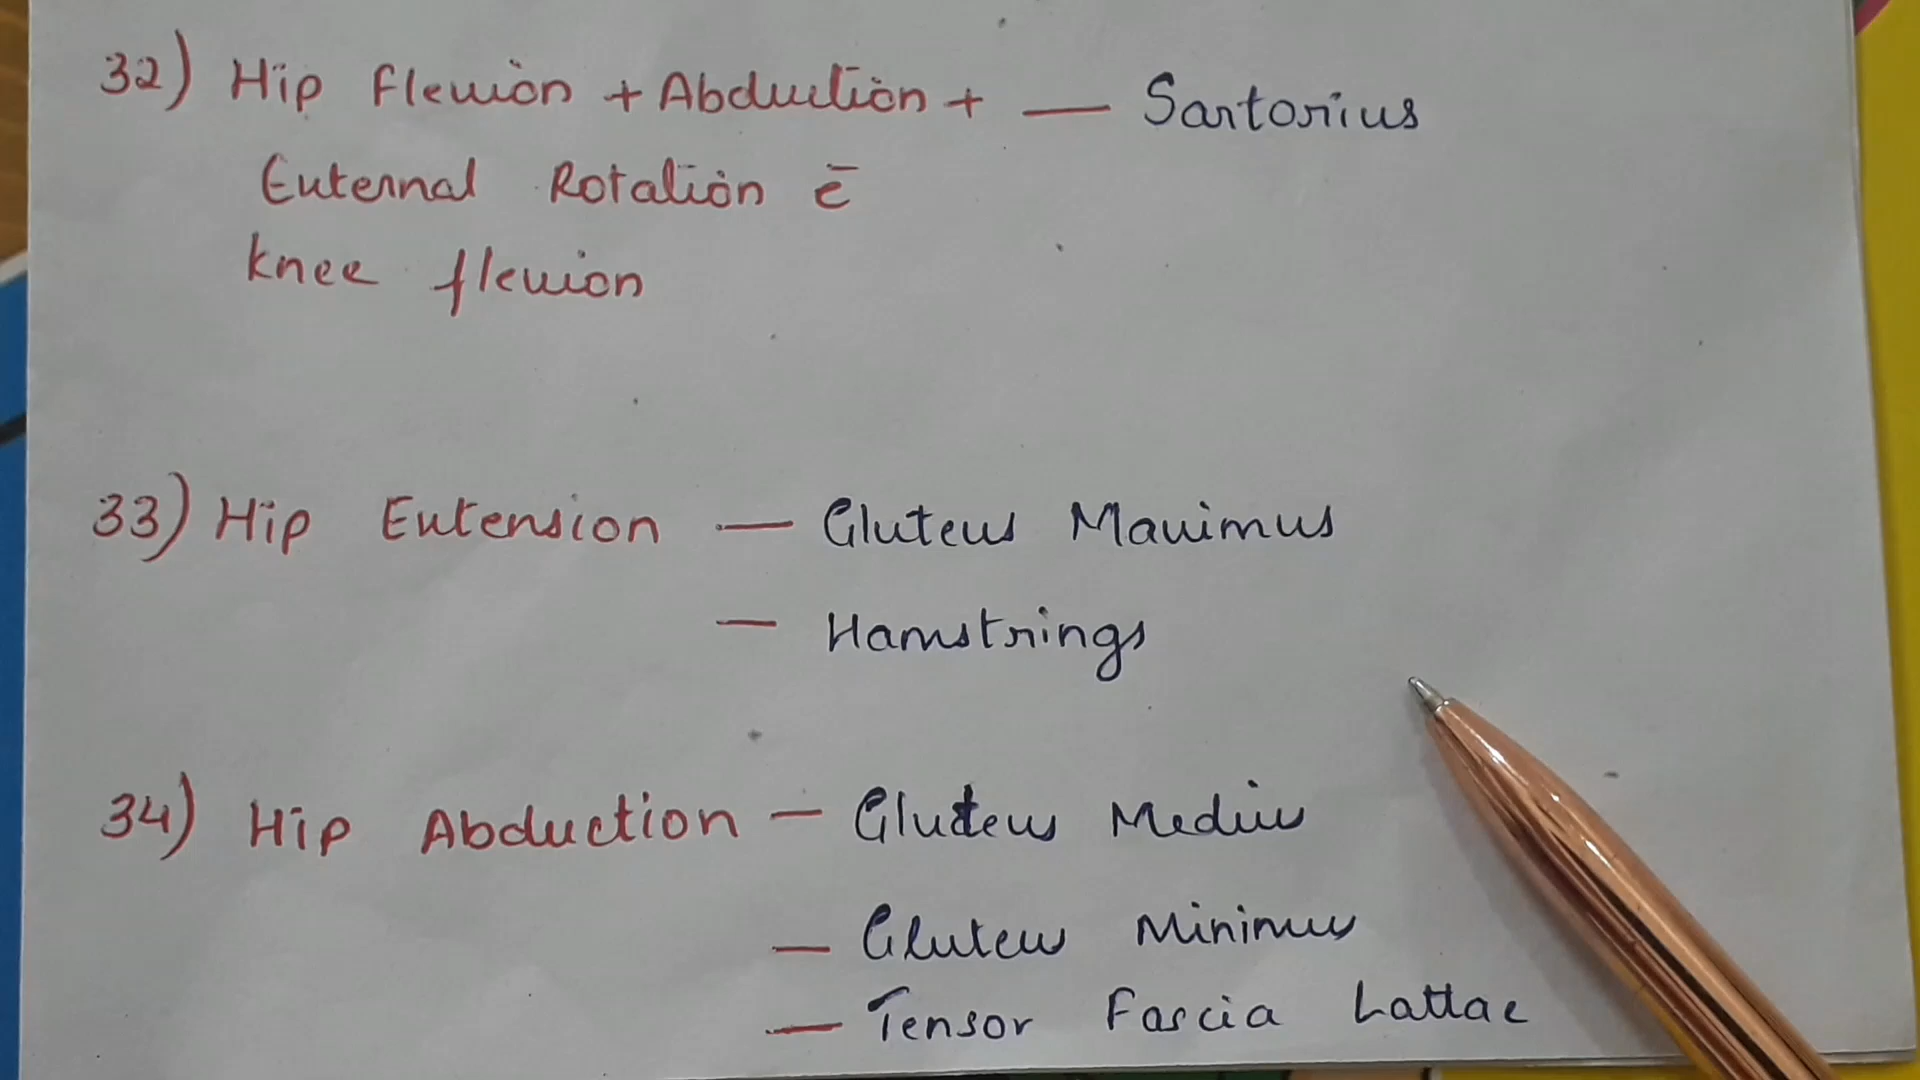 32) Hip Flexion + Abduction + — Sartorius
External Rotation c̄
knee flexion
33) Hip Extension — Gluteus Maximus
— Hamstrings
34) Hip Abduction — Gluteus Medius
— Gluteus Minimus
— Tensor Fascia Lattae